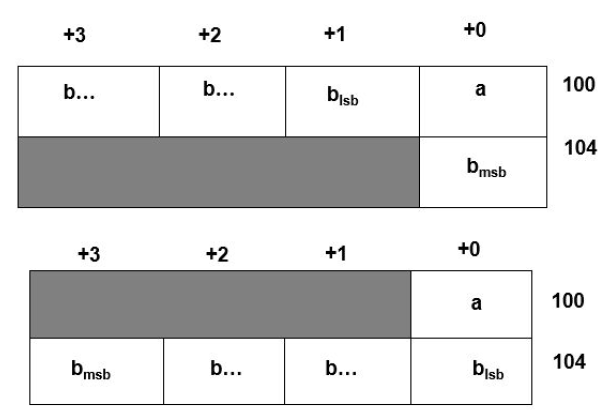 +3 +2 +1 +0
b... b... blsb a 100
bmsb 104
+3 +2 +1 +0
a 100
bmsb b... b... blsb 104